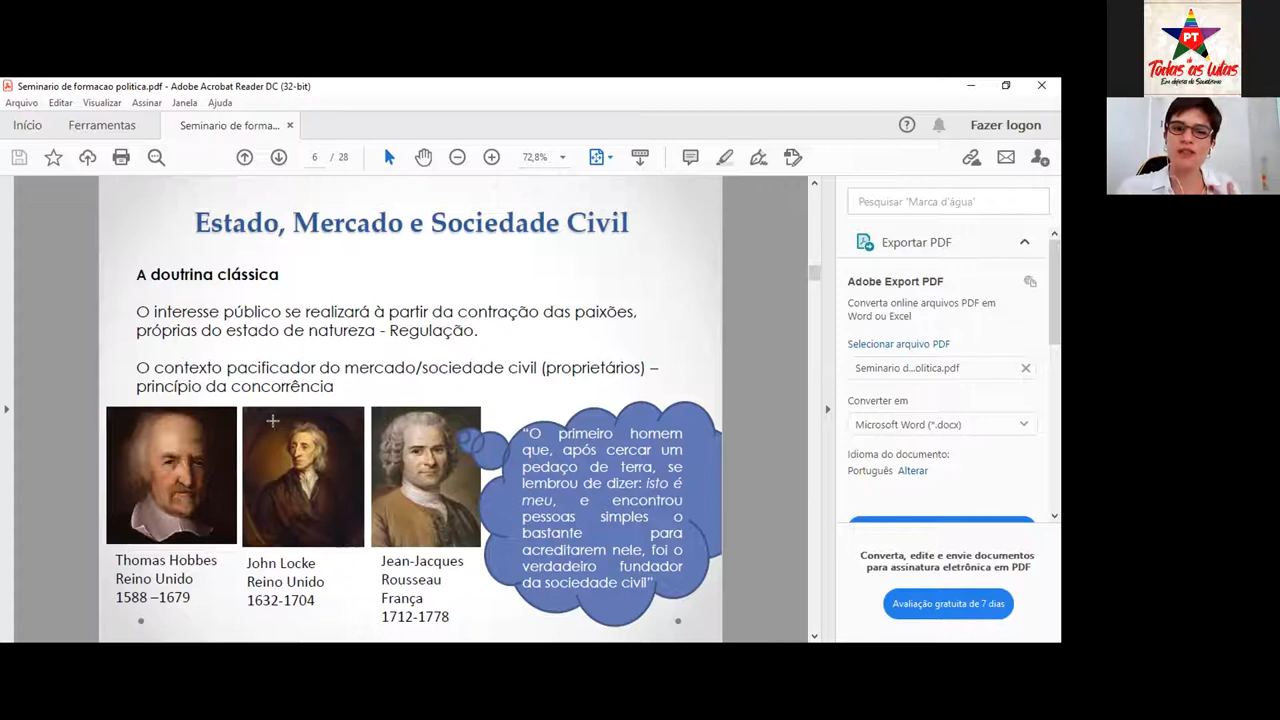 Seminario de formacao politica.pdf - Adobe Acrobat Reader DC (32-bit)
Arquivo Editar Visualizar Assinar Janela Ajuda
Início Ferramentas Seminario de forma... Fazer logon
6 / 28 72,8%
Estado, Mercado e Sociedade Civil
A doutrina clássica
O interesse público se realizará à partir da contração das paixões,
próprias do estado de natureza - Regulação.
O contexto pacificador do mercado/sociedade civil (proprietários) –
princípio da concorrência
Thomas Hobbes
Reino Unido
1588 –1679
John Locke
Reino Unido
1632-1704
Jean-Jacques
Rousseau
França
1712-1778
“O primeiro homem
que, após cercar um
pedaço de terra, se
lembrou de dizer: isto é
meu, e encontrou
pessoas simples o
bastante para
acreditarem nele, foi o
verdadeiro fundador
da sociedade civil”
Pesquisar 'Marca d'água'
Exportar PDF
Adobe Export PDF
Converta online arquivos PDF em
Word ou Excel
Selecionar arquivo PDF
Seminario d...olitica.pdf
Converter em
Microsoft Word (*.docx)
Idioma do documento:
Português Alterar
Converta, edite e envie documentos
para assinatura eletrônica em PDF
Avaliação gratuita de 7 dias
PT
de
Todas as lutas
Em defesa do Socialismo